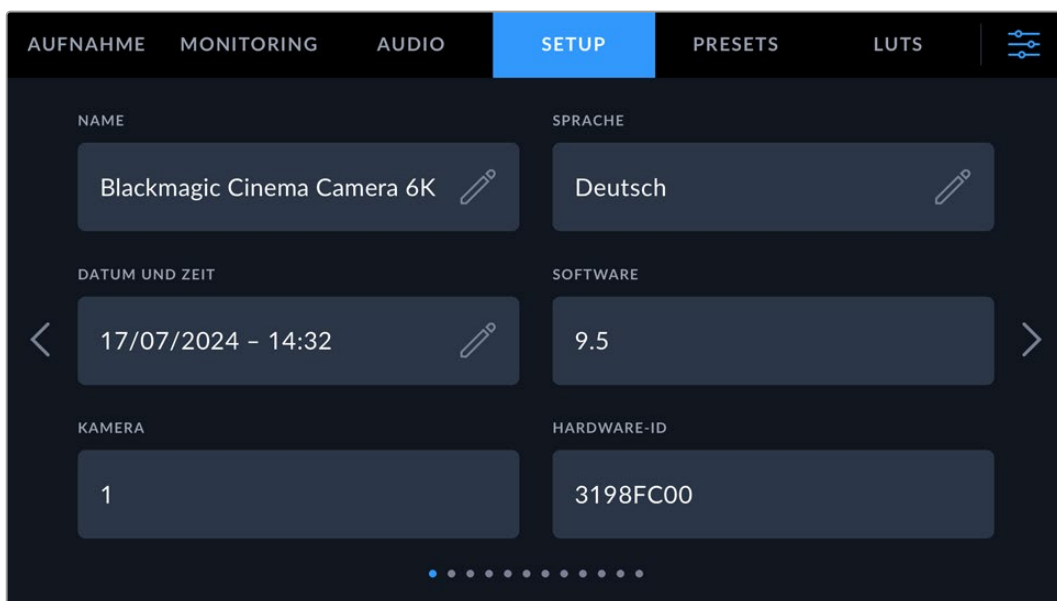 AUFNAHME MONITORING AUDIO SETUP PRESETS LUTS
NAME SPRACHE
Blackmagic Cinema Camera 6K Deutsch
DATUM UND ZEIT SOFTWARE
17/07/2024 – 14:32 9.5
KAMERA HARDWARE-ID
1 3198FC00